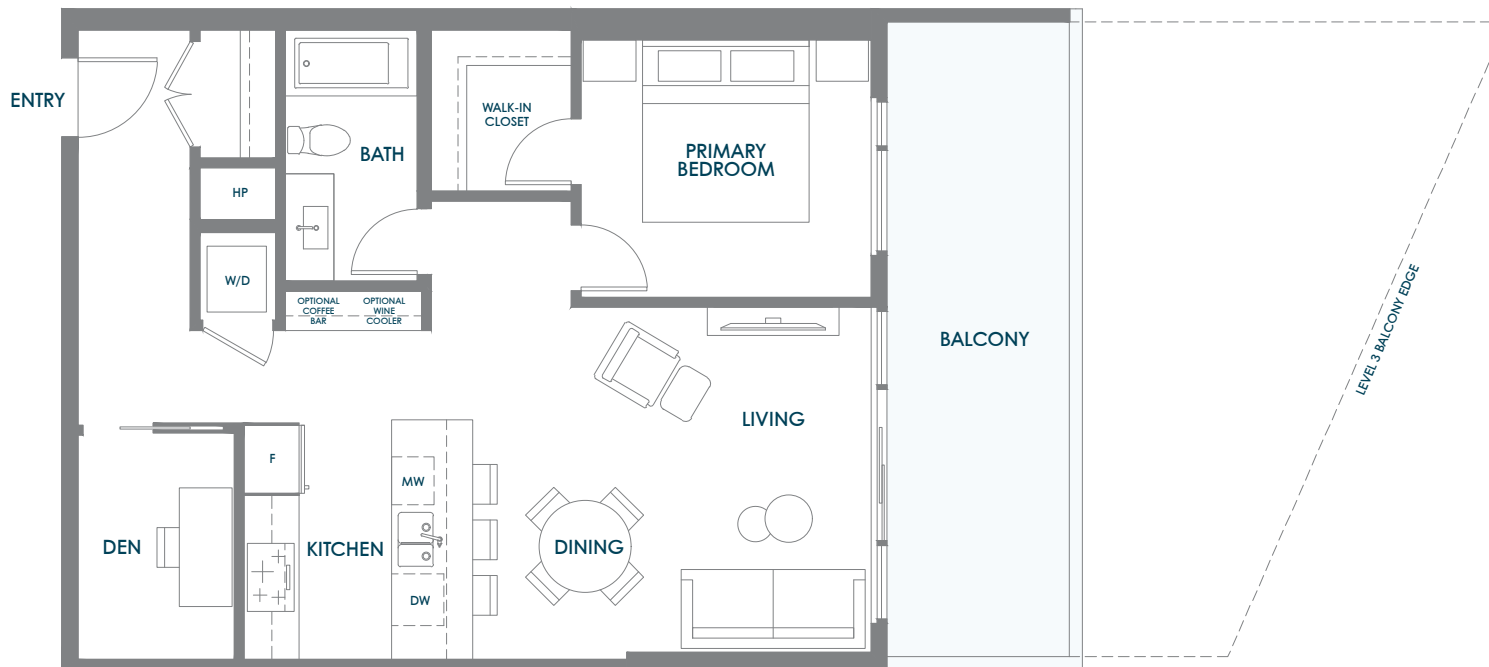 ENTRY
WALK-IN
CLOSET
BATH
PRIMARY
BEDROOM
HP
W/D
OPTIONAL
COFFEE
BAR
OPTIONAL
WINE
COOLER
BALCONY
LEVEL 3 BALCONY EDGE
LIVING
F
MW
DEN
KITCHEN
DINING
DW